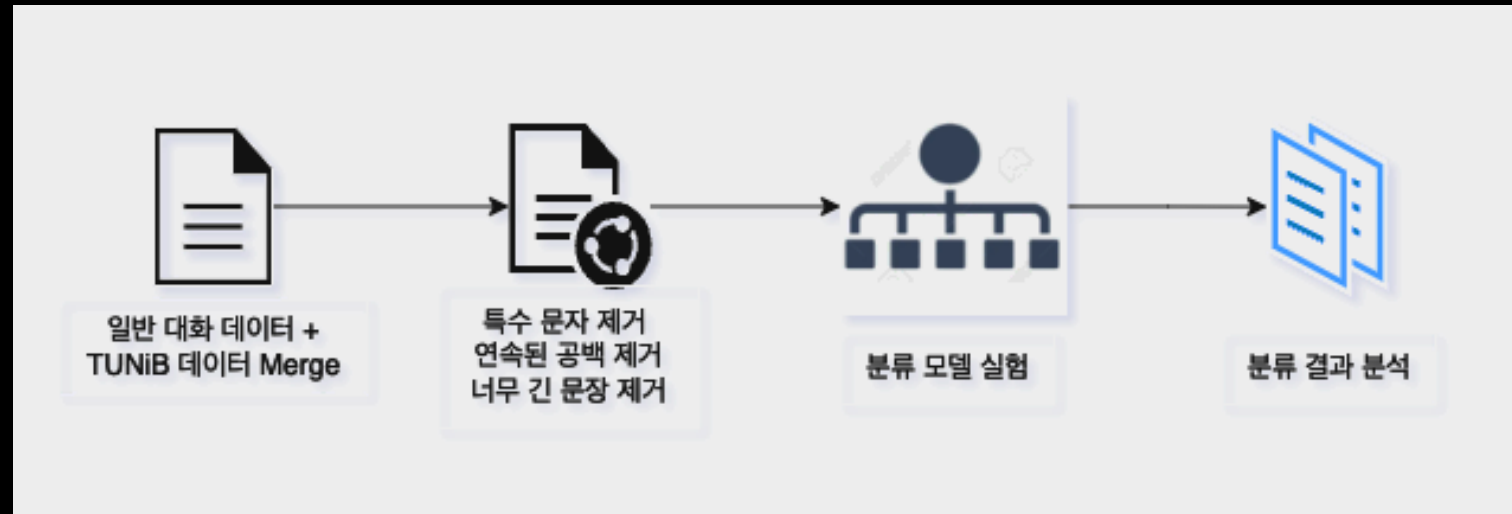 일반 대화 데이터 +
TUNiB 데이터 Merge
특수 문자 제거
연속된 공백 제거
너무 긴 문장 제거
분류 모델 실험
분류 결과 분석